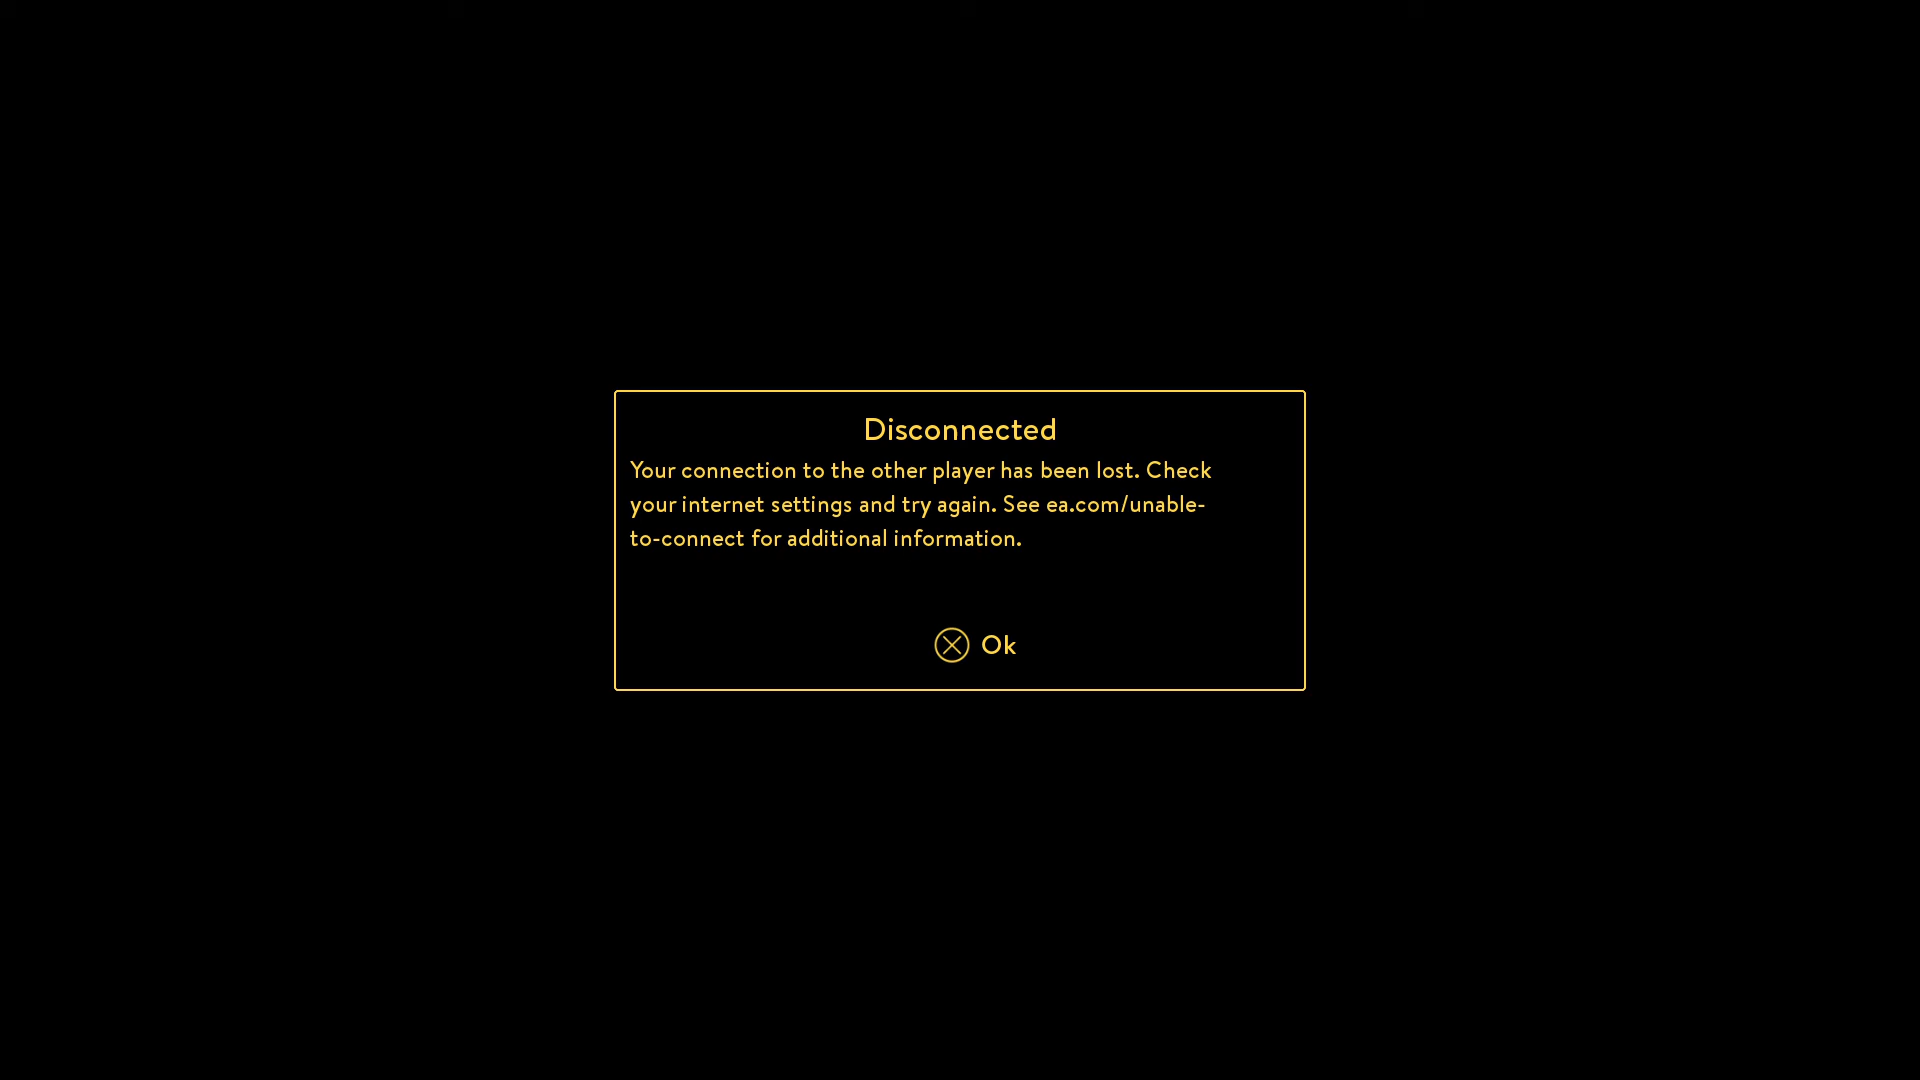 Disconnected
Your connection to the other player has been lost. Check
your internet settings and try again. See ea.com/unable-
to-connect for additional information.
Ok